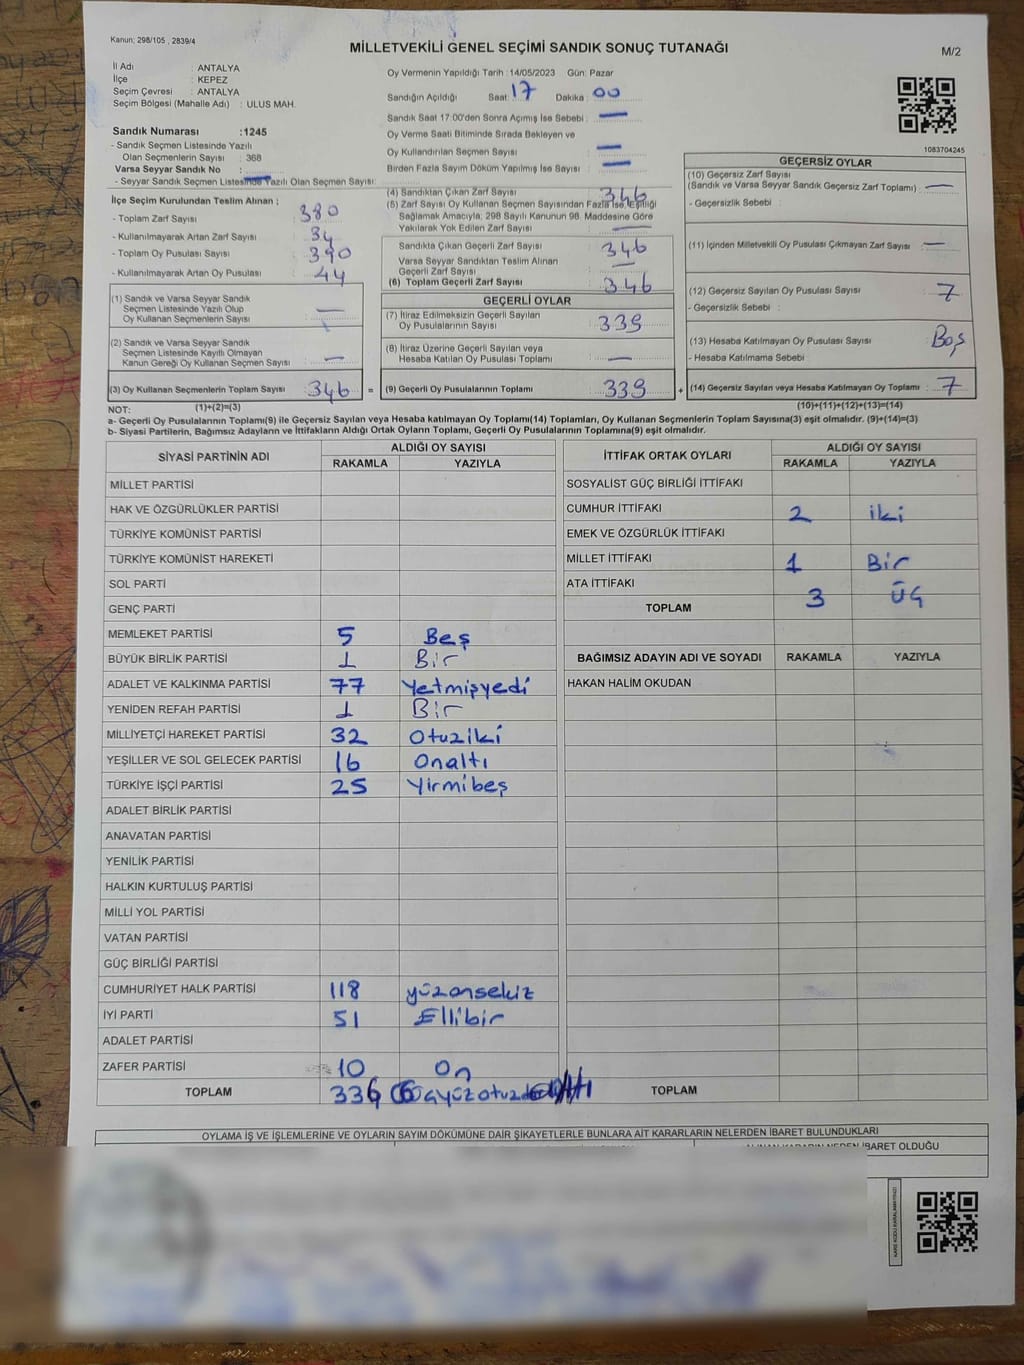 Kanun; 298/105 , 2839/4
MİLLETVEKİLİ GENEL SEÇİMİ SANDIK SONUÇ TUTANAĞI
M/2
İl Adı : ANTALYA
İlçe : KEPEZ
Seçim Çevresi : ANTALYA
Seçim Bölgesi (Mahalle Adı) : ULUS MAH.
Sandık Numarası :1245
- Sandık Seçmen Listesinde Yazılı
Olan Seçmenlerin Sayısı : 368
Varsa Seyyar Sandık No : —
- Seyyar Sandık Seçmen Listesinde Yazılı Olan Seçmen Sayısı:
Oy Vermenin Yapıldığı Tarih :14/05/2023 Gün: Pazar
Sandığın Açıldığı Saat: 17 Dakika : 00
Sandık Saat 17:00'den Sonra Açımış İse Sebebi : —
Oy Verme Saati Bitiminde Sırada Bekleyen ve
Oy Kullandırılan Seçmen Sayısı : —
Birden Fazla Sayım Döküm Yapılmış İse Sayısı : —
1083704245
İlçe Seçim Kurulundan Teslim Alınan ;
- Toplam Zarf Sayısı : 380
- Kullanılmayarak Artan Zarf Sayısı : 34
- Toplam Oy Pusulası Sayısı : 390
- Kullanılmayarak Artan Oy Pusulası : 44
(1) Sandık ve Varsa Seyyar Sandık
Seçmen Listesinde Yazılı Olup
Oy Kullanan Seçmenlerin Sayısı : —
(2) Sandık ve Varsa Seyyar Sandık
Seçmen Listesinde Kayıtlı Olmayan
Kanun Gereği Oy Kullanan Seçmen Sayısı : —
(3) Oy Kullanan Seçmenlerin Toplam Sayısı 346 =
(1)+(2)=(3)
(4) Sandıktan Çıkan Zarf Sayısı : 346
(5) Zarf Sayısı Oy Kullanan Seçmen Sayısından Fazla İse, Eşitliği
Sağlamak Amacıyla; 298 Sayılı Kanunun 98. Maddesine Göre
Yakılarak Yok Edilen Zarf Sayısı : —
Sandıkta Çıkan Geçerli Zarf Sayısı : 346
Varsa Seyyar Sandıktan Teslim Alınan
Geçerli Zarf Sayısı : —
(6) Toplam Geçerli Zarf Sayısı : 346
GEÇERLİ OYLAR
(7) İtiraz Edilmeksizin Geçerli Sayılan
Oy Pusulalarının Sayısı : 339
(8) İtiraz Üzerine Geçerli Sayılan veya
Hesaba Katılan Oy Pusulası Toplamı : —
(9) Geçerli Oy Pusulalarının Toplamı : 339 +
GEÇERSİZ OYLAR
(10) Geçersiz Zarf Sayısı
(Sandık ve Varsa Seyyar Sandık Geçersiz Zarf Toplamı) : —
- Geçersizlik Sebebi :
(11) İçinden Milletvekili Oy Pusulası Çıkmayan Zarf Sayısı : —
(12) Geçersiz Sayılan Oy Pusulası Sayısı : 7
- Geçersizlik Sebebi :
(13) Hesaba Katılmayan Oy Pusulası Sayısı : Boş
- Hesaba Katılmama Sebebi :
(14) Geçersiz Sayılan veya Hesaba Katılmayan Oy Toplamı : 7
(10)+(11)+(12)+(13)=(14)
NOT:
a- Geçerli Oy Pusulalarının Toplamı(9) ile Geçersiz Sayılan veya Hesaba katılmayan Oy Toplamı(14) Toplamları, Oy Kullanan Seçmenlerin Toplam Sayısına(3) eşit olmalıdır. (9)+(14)=(3)
b- Siyasi Partilerin, Bağımsız Adayların ve İttifakların Aldığı Ortak Oyların Toplamı, Geçerli Oy Pusulalarının Toplamına(9) eşit olmalıdır.
SİYASİ PARTİNİN ADI ALDIĞI OY SAYISI
RAKAMLA YAZIYLA
MİLLET PARTİSİ
HAK VE ÖZGÜRLÜKLER PARTİSİ
TÜRKİYE KOMÜNİST PARTİSİ
TÜRKİYE KOMÜNİST HAREKETİ
SOL PARTİ
GENÇ PARTİ
MEMLEKET PARTİSİ 5 Beş
BÜYÜK BİRLİK PARTİSİ 1 Bir
ADALET VE KALKINMA PARTİSİ 77 Yetmişyedi
YENİDEN REFAH PARTİSİ 1 Bir
MİLLİYETÇİ HAREKET PARTİSİ 32 Otuziki
YEŞİLLER VE SOL GELECEK PARTİSİ 16 Onaltı
TÜRKİYE İŞÇİ PARTİSİ 25 Yirmibeş
ADALET BİRLİK PARTİSİ
ANAVATAN PARTİSİ
YENİLİK PARTİSİ
HALKIN KURTULUŞ PARTİSİ
MİLLİ YOL PARTİSİ
VATAN PARTİSİ
GÜÇ BİRLİĞİ PARTİSİ
CUMHURİYET HALK PARTİSİ 118 yüzonsekiz
İYİ PARTİ 51 Ellibir
ADALET PARTİSİ
ZAFER PARTİSİ 10 On
TOPLAM 336
İTTİFAK ORTAK OYLARI ALDIĞI OY SAYISI
RAKAMLA YAZIYLA
SOSYALİST GÜÇ BİRLİĞİ İTTİFAKI
CUMHUR İTTİFAKI 2 iki
EMEK VE ÖZGÜRLÜK İTTİFAKI
MİLLET İTTİFAKI 1 Bir
ATA İTTİFAKI
TOPLAM 3 ÜÇ
BAĞIMSIZ ADAYIN ADI VE SOYADI RAKAMLA YAZIYLA
HAKAN HALİM OKUDAN
TOPLAM
OYLAMA İŞ VE İŞLEMLERİNE VE OYLARIN SAYIM DÖKÜMÜNE DAİR ŞİKAYETLERLE BUNLARA AİT KARARLARIN NELERDEN İBARET BULUNDUKLARI
İBARET OLDUĞU